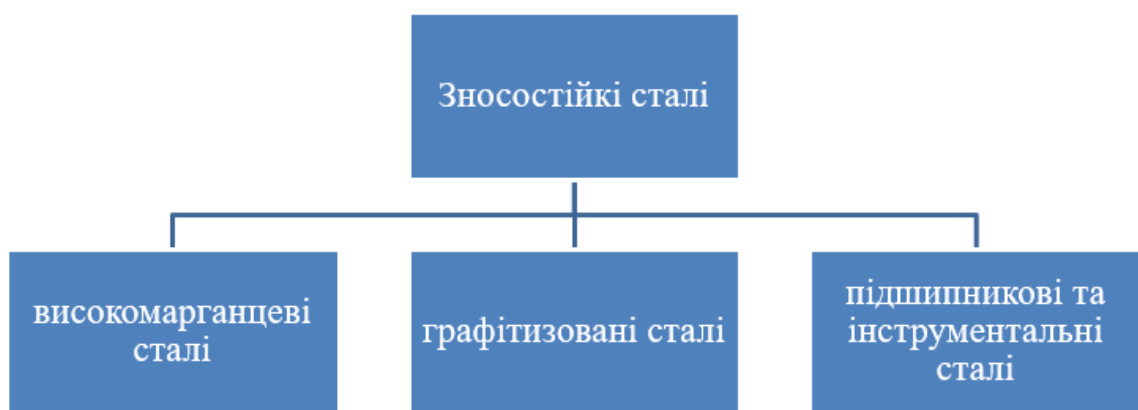 Зносостійкі сталі
високомарганцеві
сталі
графітизовані сталі
підшипникові та
інструментальні
сталі